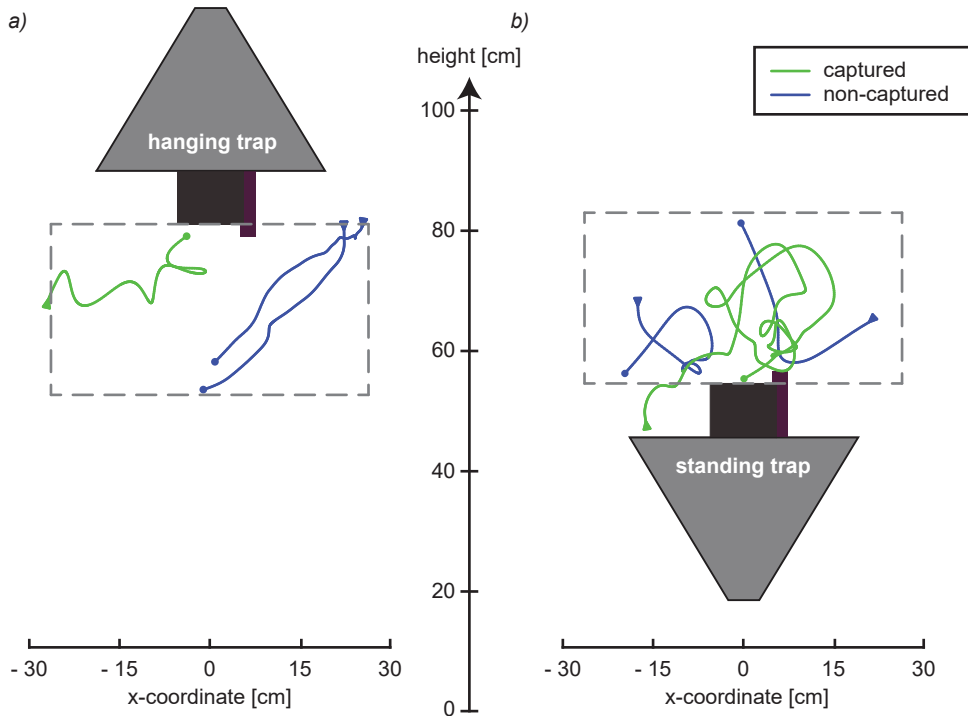 a)
hanging trap
- 30
- 15
0
15
30
x-coordinate [cm]
height [cm]
100
80
60
40
20
0
b)
captured
non-captured
standing trap
- 30
- 15
0
15
30
x-coordinate [cm]